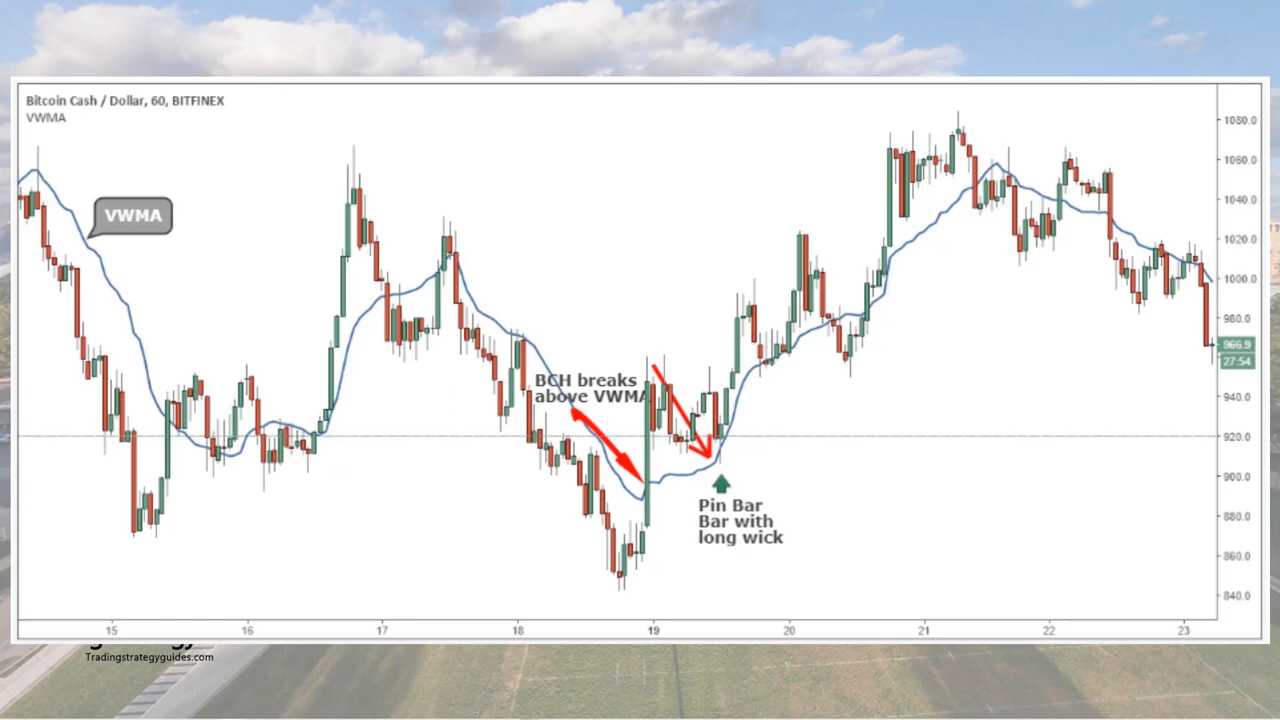 Bitcoin Cash / Dollar, 60, BITFINEX
VWMA
VWMA
BCH breaks
above VWMA
Pin Bar
Bar with
long wick
1080.0
1060.0
1040.0
1020.0
1000.0
980.0
966.9
27:54
940.0
920.0
900.0
880.0
860.0
840.0
15 16 17 18 19 20 21 22 23
Tradingstrategyguides.com